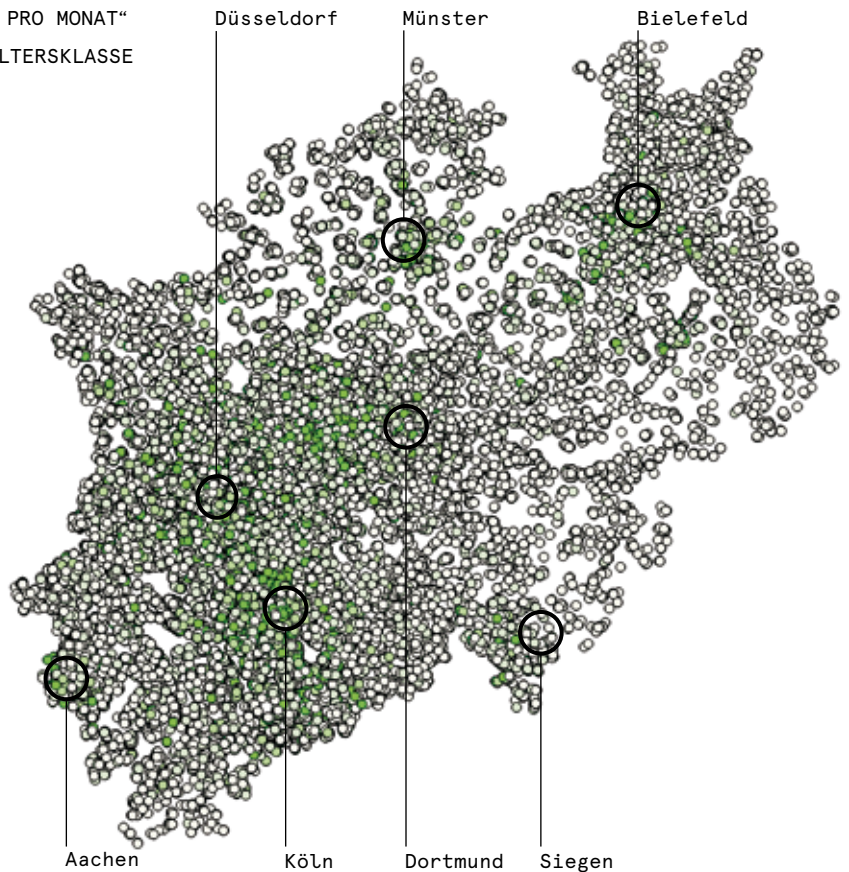 PRO MONAT“
LTERSKLASSE
Düsseldorf
Münster
Bielefeld
Aachen
Köln
Dortmund
Siegen